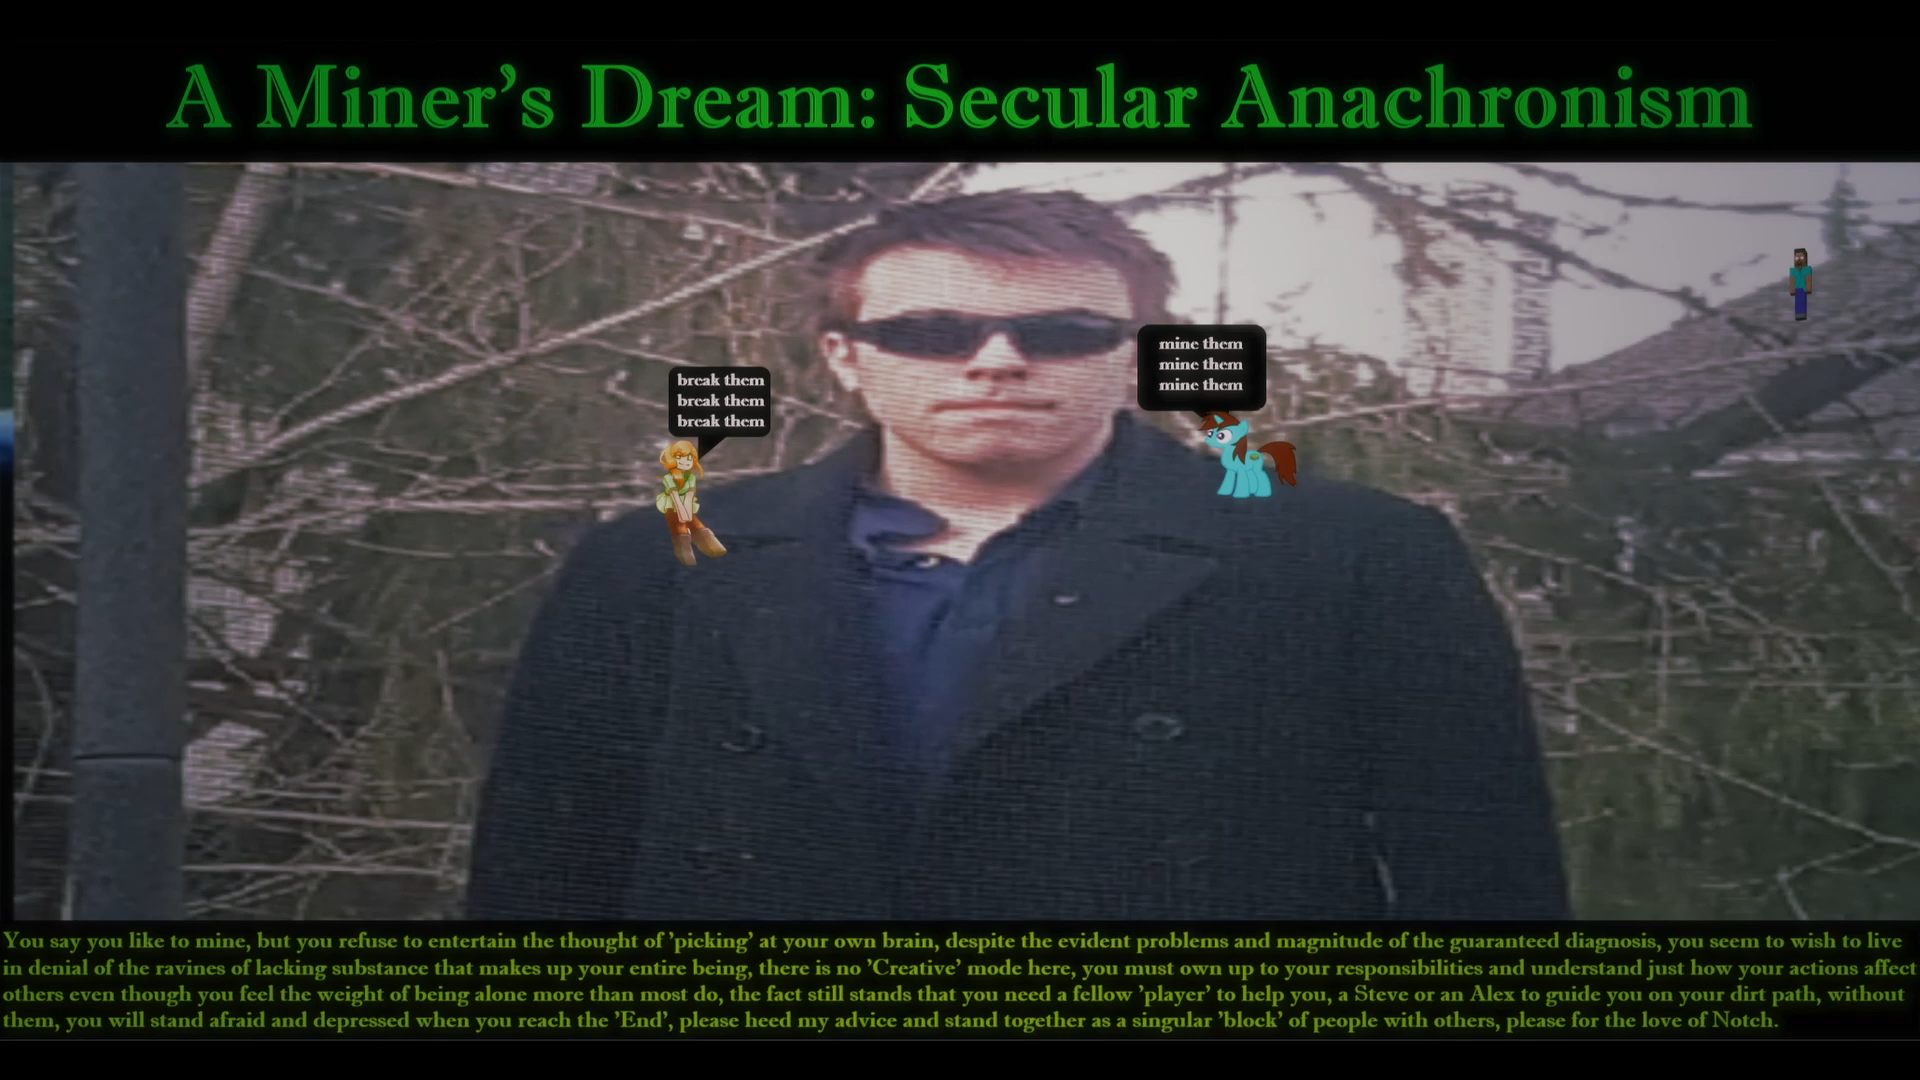 A Miner's Dream: Secular Anachronism
break them
break them
break them
mine them
mine them
mine them
You say you like to mine, but you refuse to entertain the thought of 'picking' at your own brain, despite the evident problems and magnitude of the guaranteed diagnosis, you seem to wish to live
in denial of the ravines of lacking substance that makes up your entire being, there is no 'Creative' mode here, you must own up to your responsibilities and understand just how your actions affect
others even though you feel the weight of being alone more than most do, the fact still stands that you need a fellow 'player' to help you, a Steve or an Alex to guide you on your dirt path, without
them, you will stand afraid and depressed when you reach the 'End', please heed my advice and stand together as a singular 'block' of people with others, please for the love of Notch.